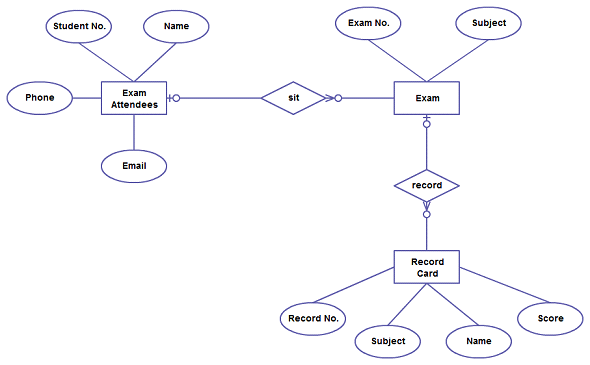 Student No.
Name
Exam No.
Subject
Phone
Exam
Attendees
sit
Exam
Email
record
Record
Card
Record No.
Subject
Name
Score